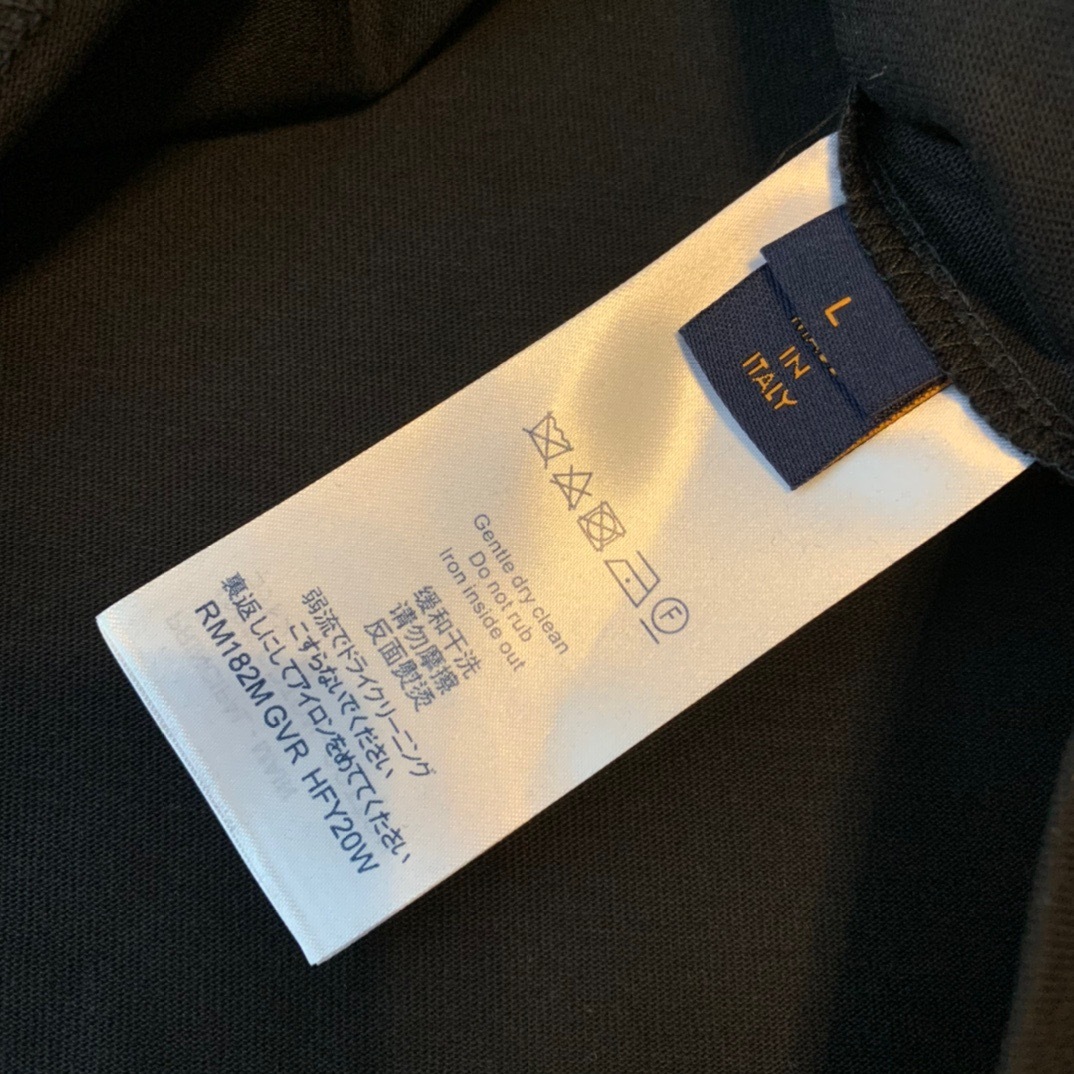 L
IN
ITALY
F
Gentle dry clean
Do not rub
Iron inside out
缓和干洗
请勿摩擦
反面熨烫
弱流でドライクリーニング
こすらないでください
裏返しにしてアイロンをめててください
RM182M GVR HFY20W